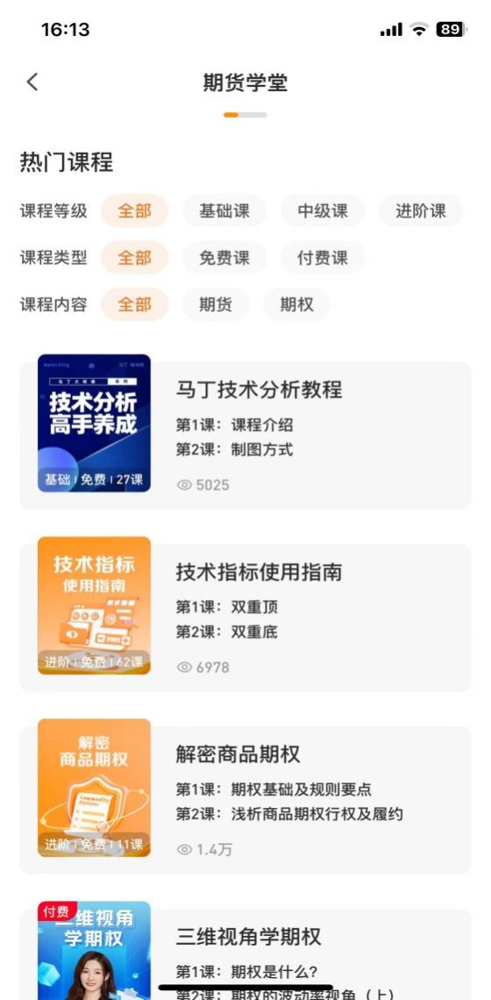 16:13
89
期货学堂
热门课程
课程等级 全部 基础课 中级课 进阶课
课程类型 全部 免费课 付费课
课程内容 全部 期货 期权
技术分析
高手养成
基础 | 免费 | 27课
马丁技术分析教程
第1课：课程介绍
第2课：制图方式
5025
技术指标
使用指南
进阶 | 免费 | 62课
技术指标使用指南
第1课：双重顶
第2课：双重底
6978
解密
商品期权
Commodity
Options
进阶 | 免费 | 11课
解密商品期权
第1课：期权基础及规则要点
第2课：浅析商品期权行权及履约
1.4万
付费
三维视角
学期权
三维视角学期权
第1课：期权是什么?
第2课：期权的波动率视角（上）